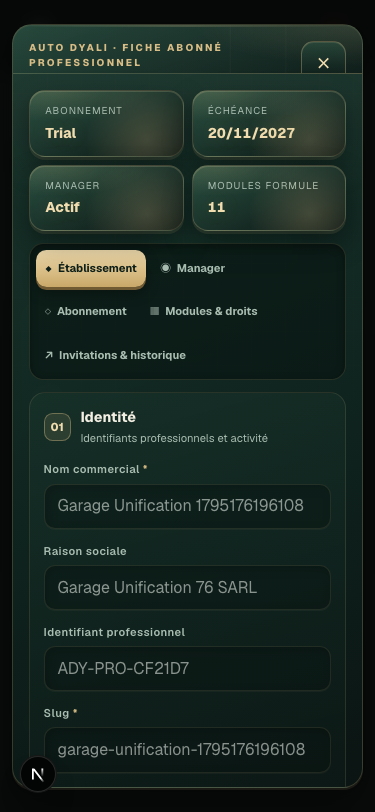 AUTO DYALI · FICHE ABONNÉ
PROFESSIONNEL
×
ABONNEMENT
Trial
ÉCHÉANCE
20/11/2027
MANAGER
Actif
MODULES FORMULE
11
◆ Établissement
◉ Manager
◇ Abonnement
▦ Modules & droits
↗ Invitations & historique
01
Identité
Identifiants professionnels et activité
Nom commercial *
Garage Unification 1795176196108
Raison sociale
Garage Unification 76 SARL
Identifiant professionnel
ADY-PRO-CF21D7
Slug *
garage-unification-1795176196108
N